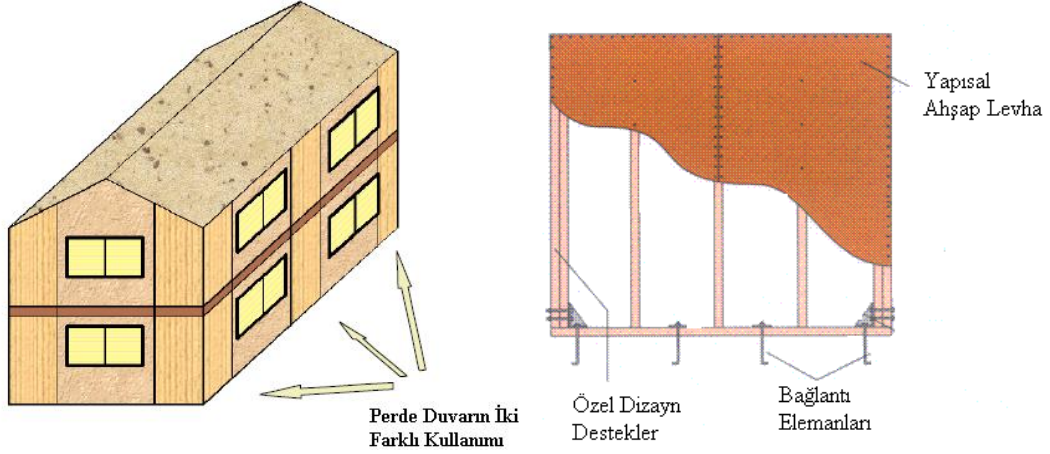 Perde Duvarın İki
Farklı Kullanımı
Yapısal
Ahşap Levha
Özel Dizayn
Destekler
Bağlantı
Elemanları